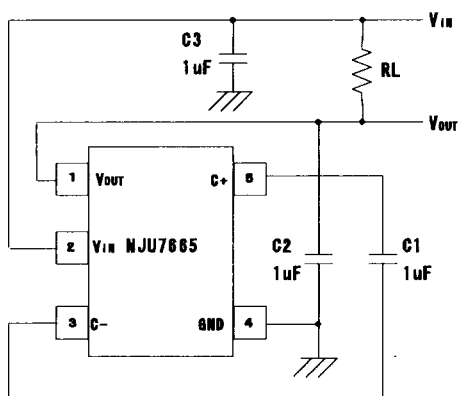 C3
1uF
VIN
RL
VOUT
1 VOUT
C+ 5
2 VIN NJU7665
C2
1uF
C1
1uF
3 C-
GND 4